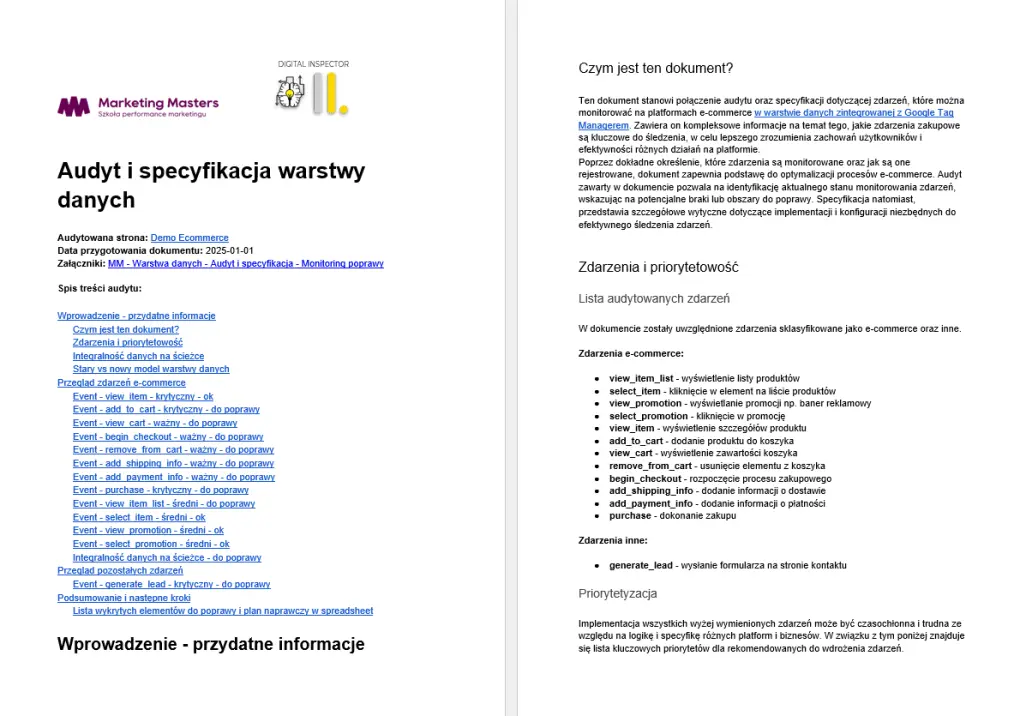 DIGITAL INSPECTOR
Marketing Masters
Szkoła performance marketingu
Audyt i specyfikacja warstwy
danych
Audytowana strona: Demo Ecommerce
Data przygotowania dokumentu: 2025-01-01
Załączniki: MM - Warstwa danych - Audyt i specyfikacja - Monitoring poprawy
Spis treści audytu:
Wprowadzenie - przydatne informacje
Czym jest ten dokument?
Zdarzenia i priorytetowość
Integralność danych na ścieżce
Stary vs nowy model warstwy danych
Przegląd zdarzeń e-commerce
Event - view_item - krytyczny - ok
Event - add_to_cart - krytyczny - do poprawy
Event - view_cart - ważny - do poprawy
Event - begin_checkout - ważny - do poprawy
Event - remove_from_cart - ważny - do poprawy
Event - add_shipping_info - ważny - do poprawy
Event - add_payment_info - ważny - do poprawy
Event - purchase - krytyczny - do poprawy
Event - view_item_list - średni - do poprawy
Event - select_item - średni - ok
Event - view_promotion - średni - ok
Event - select_promotion - średni - ok
Integralność danych na ścieżce - do poprawy
Przegląd pozostałych zdarzeń
Event - generate_lead - krytyczny - do poprawy
Podsumowanie i następne kroki
Lista wykrytych elementów do poprawy i plan naprawczy w spreadsheet
Wprowadzenie - przydatne informacje
Czym jest ten dokument?
Ten dokument stanowi połączenie audytu oraz specyfikacji dotyczącej zdarzeń, które można
monitorować na platformach e-commerce w warstwie danych zintegrowanej z Google Tag
Managerem. Zawiera on kompleksowe informacje na temat tego, jakie zdarzenia zakupowe
są kluczowe do śledzenia, w celu lepszego zrozumienia zachowań użytkowników i
efektywności różnych działań na platformie.
Poprzez dokładne określenie, które zdarzenia są monitorowane oraz jak są one
rejestrowane, dokument zapewnia podstawę do optymalizacji procesów e-commerce. Audyt
zawarty w dokumencie pozwala na identyfikację aktualnego stanu monitorowania zdarzeń,
wskazując na potencjalne braki lub obszary do poprawy. Specyfikacja natomiast,
przedstawia szczegółowe wytyczne dotyczące implementacji i konfiguracji niezbędnych do
efektywnego śledzenia zdarzeń.
Zdarzenia i priorytetowość
Lista audytowanych zdarzeń
W dokumencie zostały uwzględnione zdarzenia sklasyfikowane jako e-commerce oraz inne.
Zdarzenia e-commerce:
● view_item_list - wyświetlenie listy produktów
● select_item - kliknięcie w element na liście produktów
● view_promotion - wyświetlanie promocji np. baner reklamowy
● select_promotion - kliknięcie w promocję
● view_item - wyświetlenie szczegółów produktu
● add_to_cart - dodanie produktu do koszyka
● view_cart - wyświetlenie zawartości koszyka
● remove_from_cart - usunięcie elementu z koszyka
● begin_checkout - rozpoczęcie procesu zakupowego
● add_shipping_info - dodanie informacji o dostawie
● add_payment_info - dodanie informacji o płatności
● purchase - dokonanie zakupu
Zdarzenia inne:
● generate_lead - wysłanie formularza na stronie kontaktu
Priorytetyzacja
Implementacja wszystkich wyżej wymienionych zdarzeń może być czasochłonna i trudna ze
względu na logikę i specyfikę różnych platform i biznesów. W związku z tym poniżej znajduje
się lista kluczowych priorytetów dla rekomendowanych do wdrożenia zdarzeń.